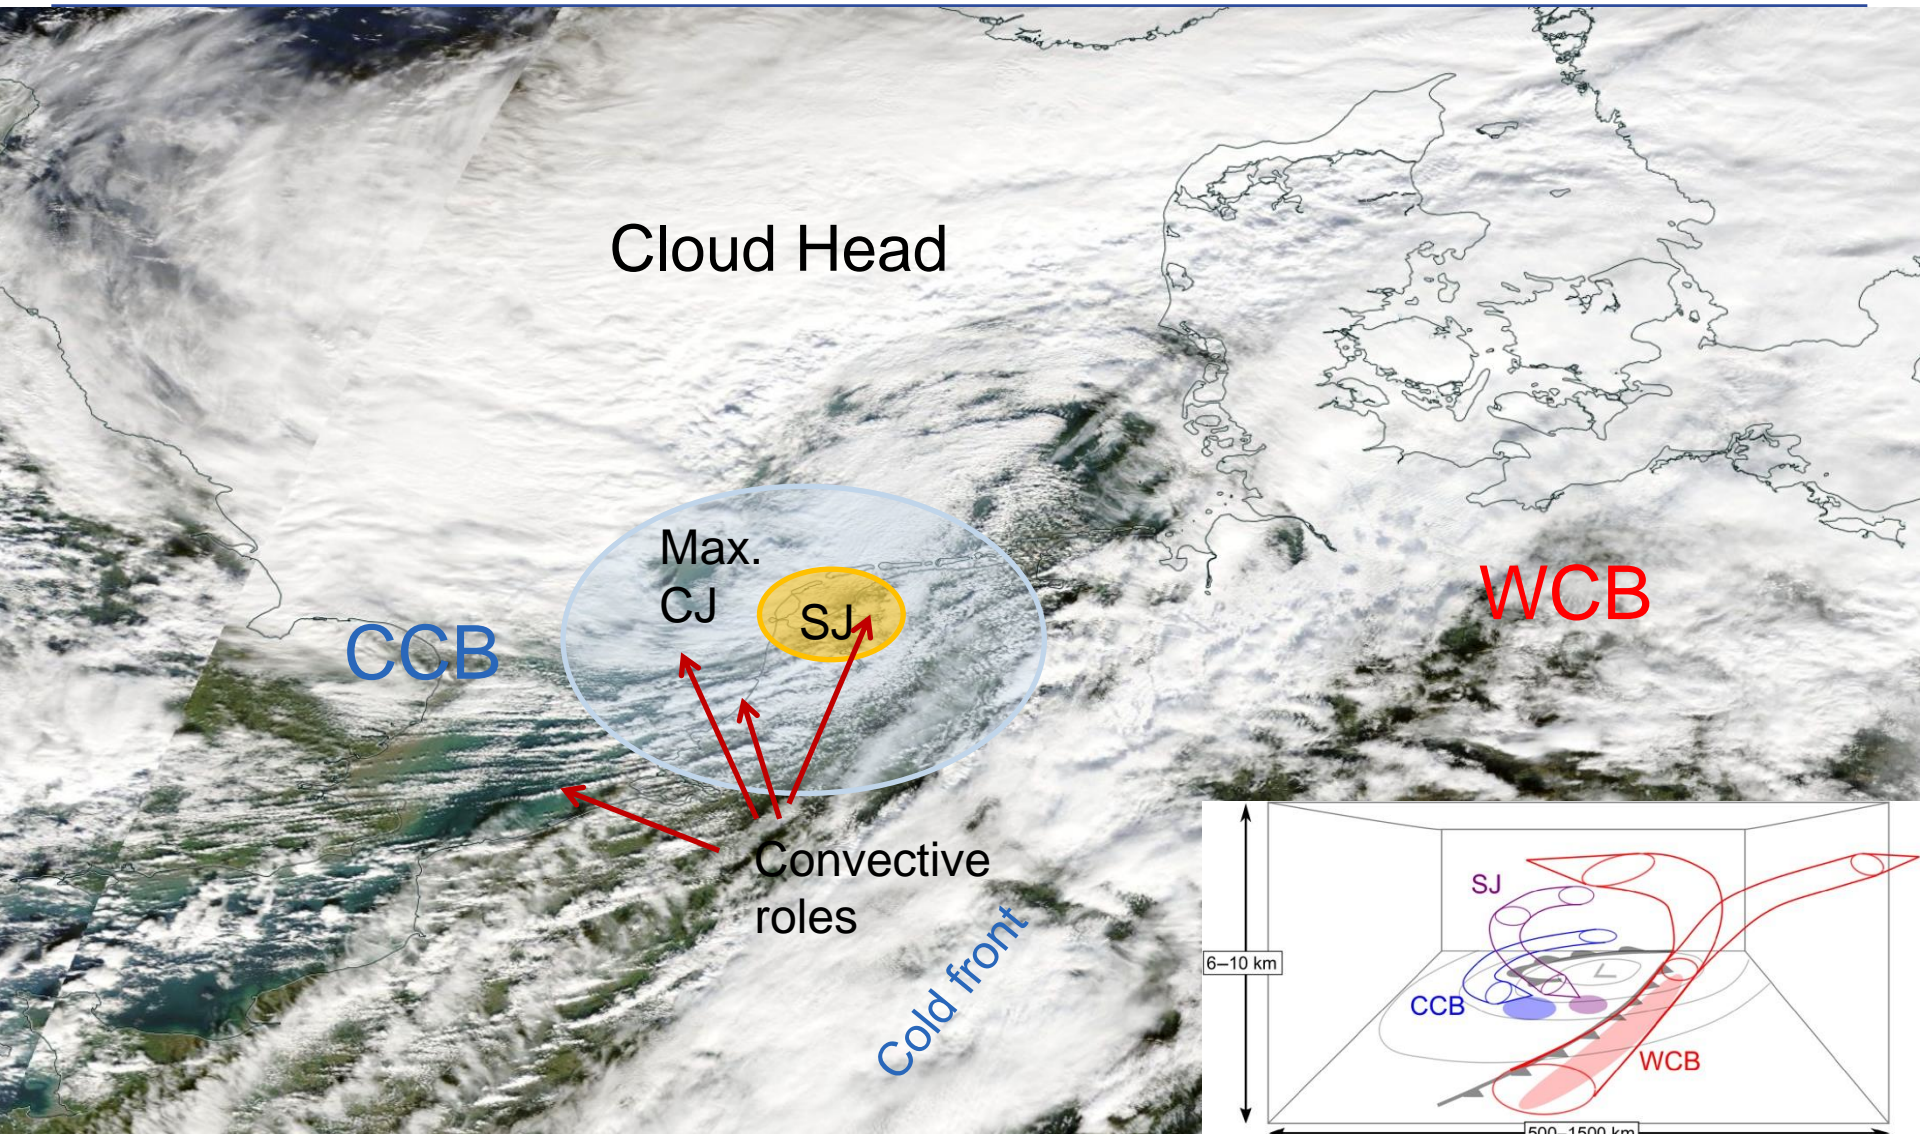 Cloud Head
Max.
CJ
SJ
CCB
WCB
Convective
roles
Cold front
SJ
6–10 km
CCB
WCB
500–1500 km